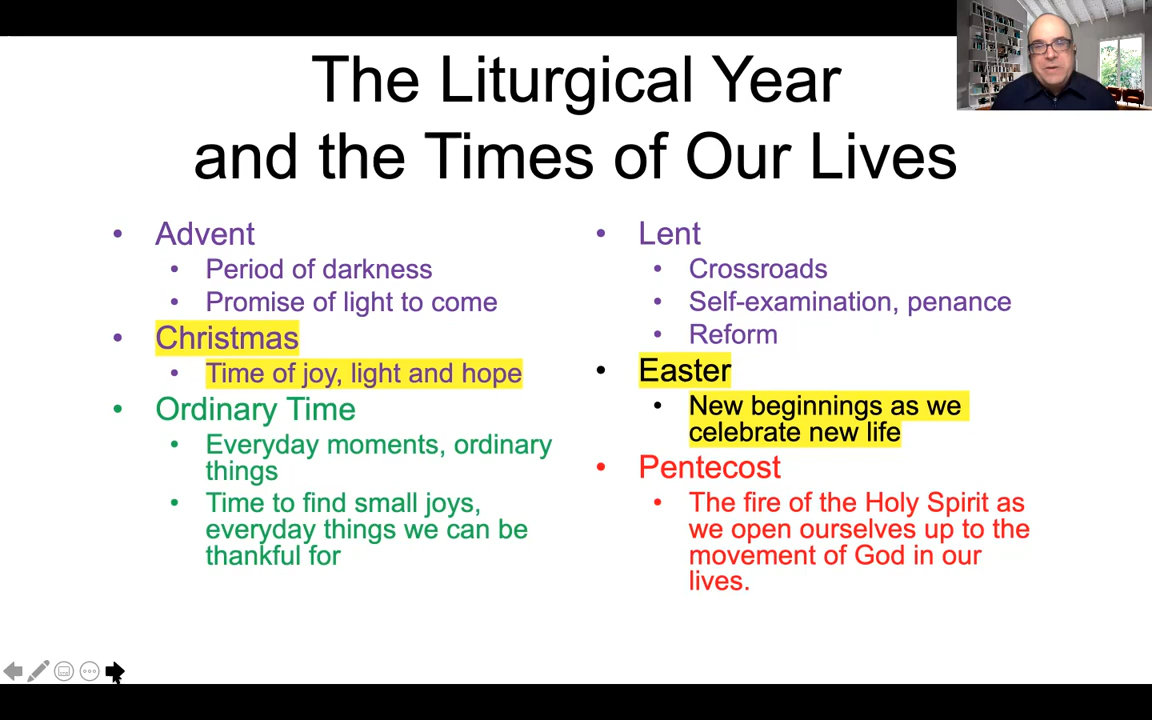 The Liturgical Year
and the Times of Our Lives
• Advent
• Period of darkness
• Promise of light to come
• Christmas
• Time of joy, light and hope
• Ordinary Time
• Everyday moments, ordinary
things
• Time to find small joys,
everyday things we can be
thankful for
• Lent
• Crossroads
• Self-examination, penance
• Reform
• Easter
• New beginnings as we
celebrate new life
• Pentecost
• The fire of the Holy Spirit as
we open ourselves up to the
movement of God in our
lives.